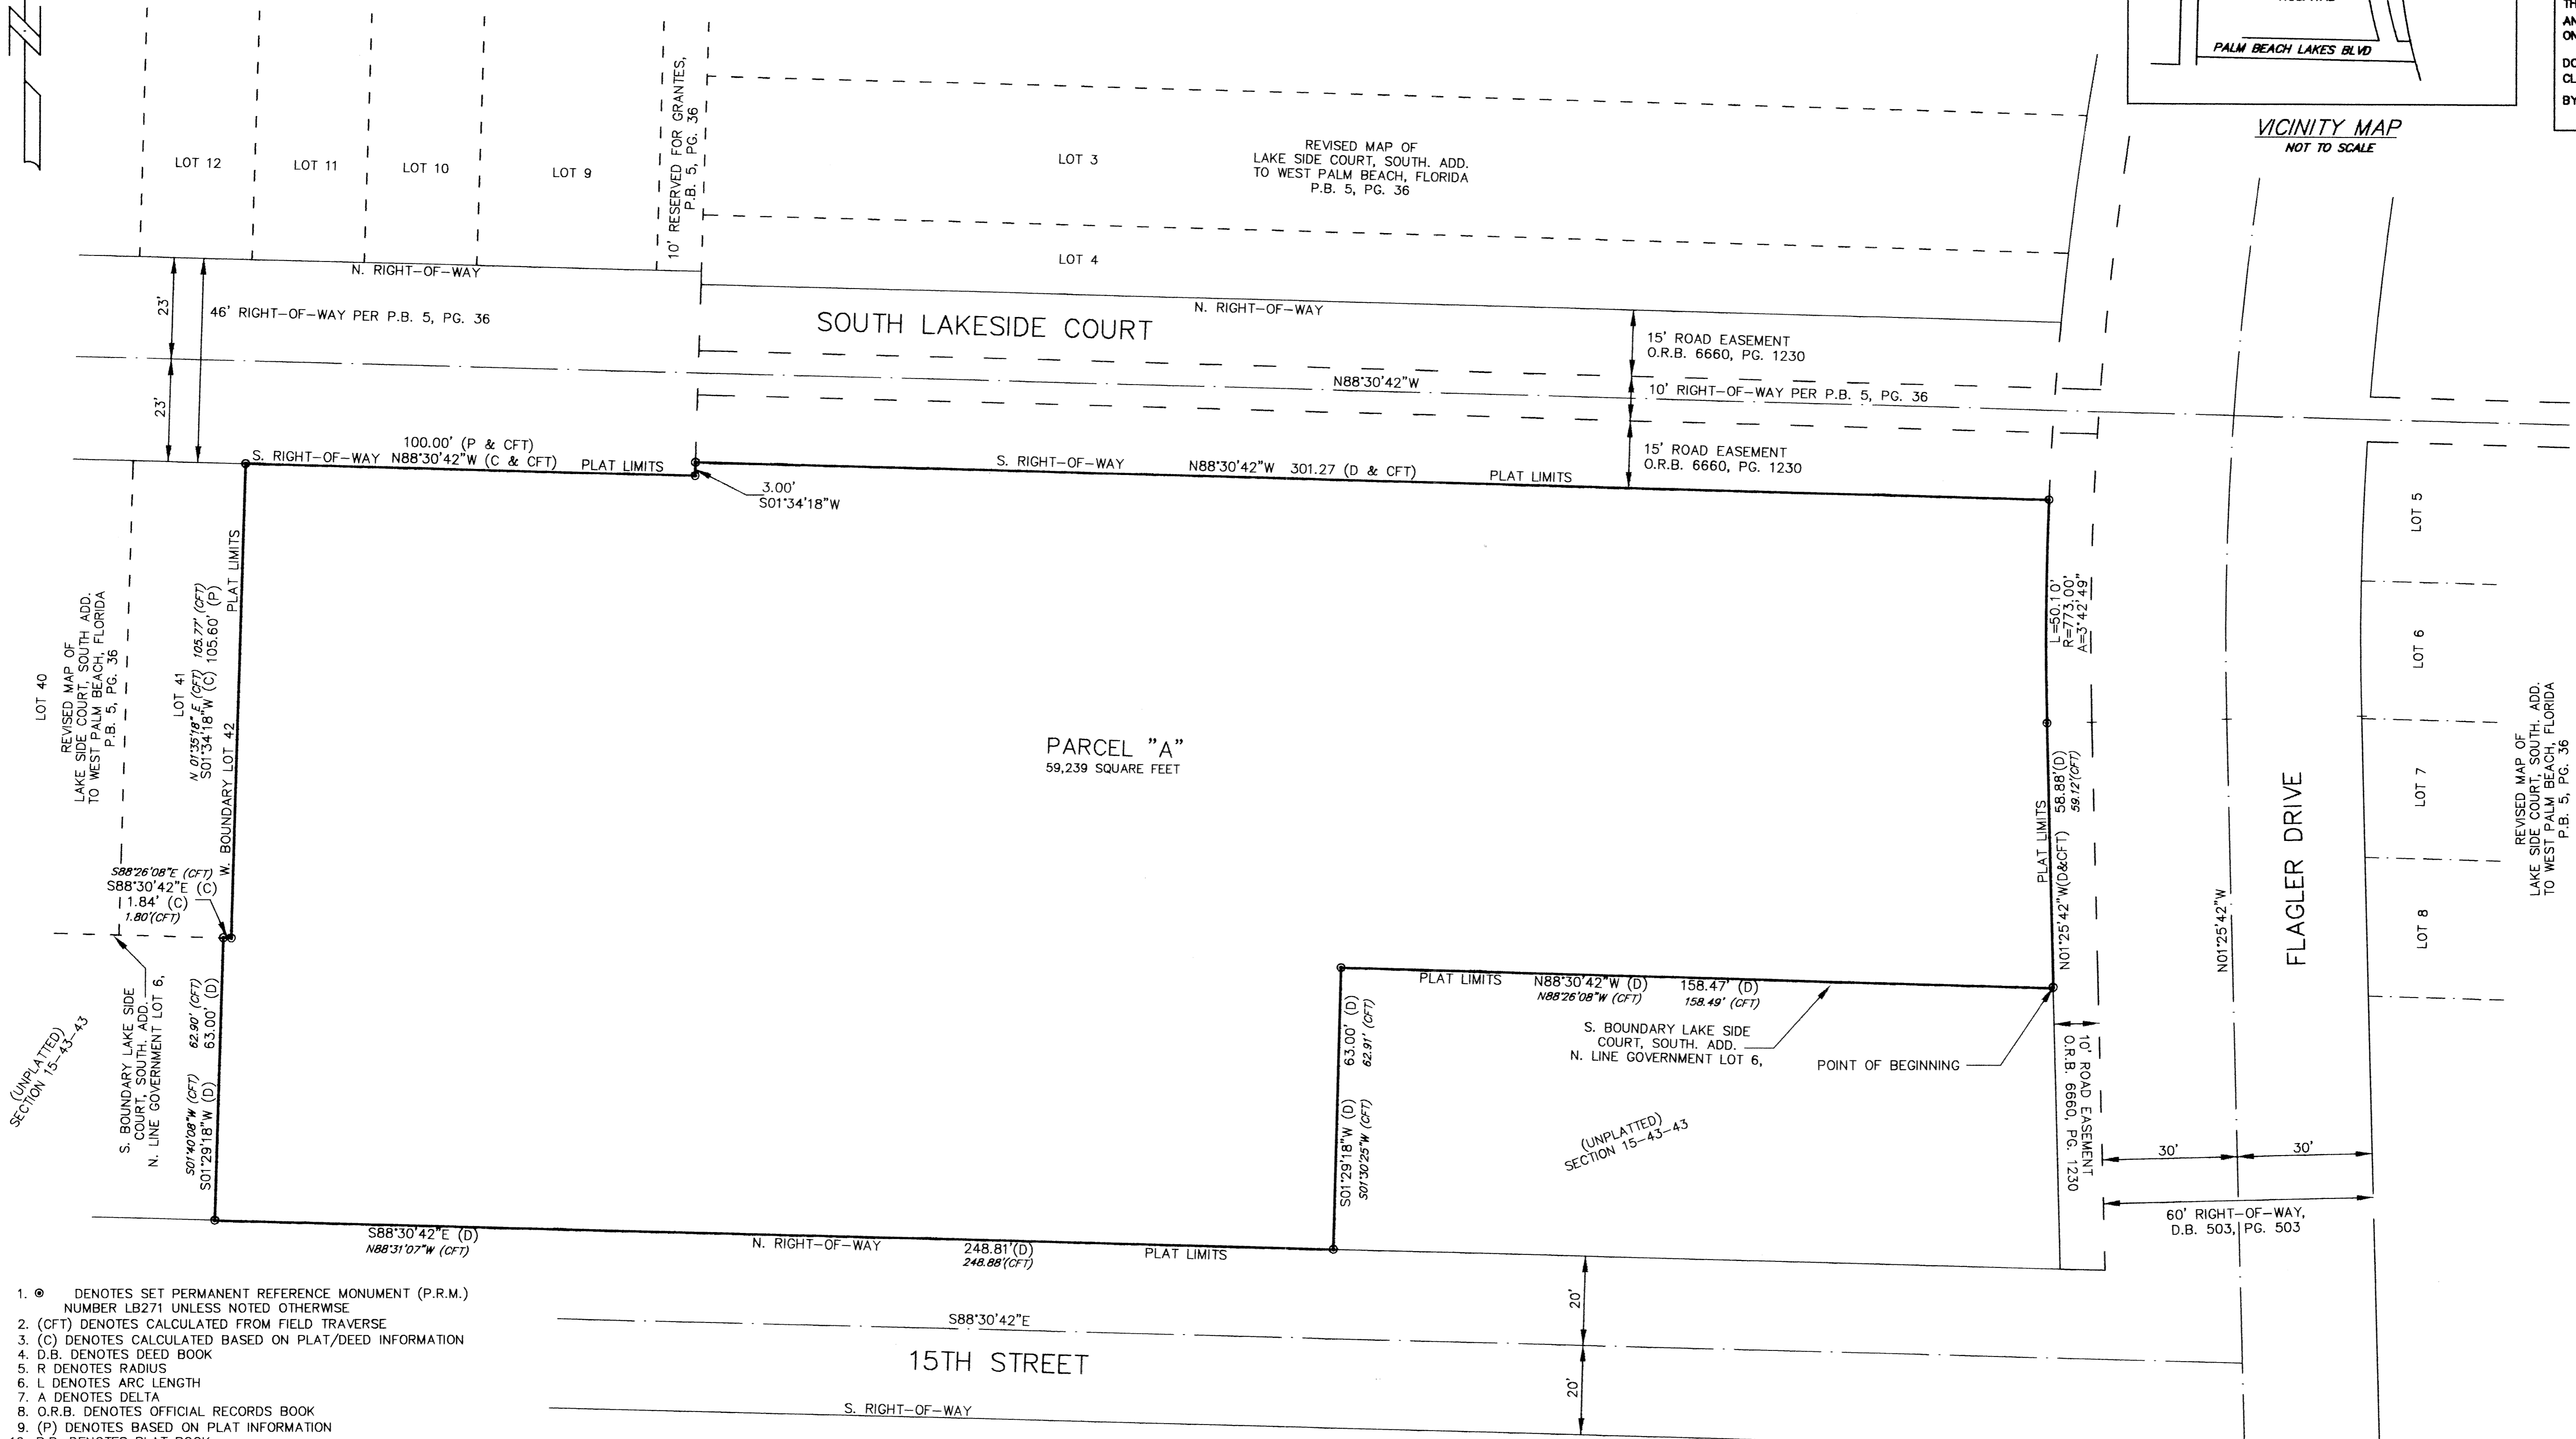 PALM BEACH LAKES BLVD
VICINITY MAP
NOT TO SCALE
ON
BY
LOT 12
LOT 11
LOT 10
LOT 9
10' RESERVED FOR GRANTES,
P.B. 5, PG. 36
LOT 3
REVISED MAP OF
LAKE SIDE COURT, SOUTH. ADD.
TO WEST PALM BEACH, FLORIDA
P.B. 5, PG. 36
LOT 4
N. RIGHT-OF-WAY
N. RIGHT-OF-WAY
23'
23'
46' RIGHT-OF-WAY PER P.B. 5, PG. 36
SOUTH LAKESIDE COURT
15' ROAD EASEMENT
O.R.B. 6660, PG. 1230
N88°30'42"W
10' RIGHT-OF-WAY PER P.B. 5, PG. 36
15' ROAD EASEMENT
O.R.B. 6660, PG. 1230
100.00' (P & CFT)
S. RIGHT-OF-WAY N88°30'42"W (C & CFT) PLAT LIMITS
3.00'
S01°34'18"W
S. RIGHT-OF-WAY N88°30'42"W 301.27 (D & CFT) PLAT LIMITS
LOT 40
REVISED MAP OF
LAKE SIDE COURT, SOUTH ADD.
TO WEST PALM BEACH, FLORIDA
P.B. 5, PG. 36
LOT 41
N 01°35'18" E (CFT) 105.77' (CFT)
S01°34'18"W (C) 105.60' (P)
W. BOUNDARY LOT 42 PLAT LIMITS
PARCEL "A"
59,239 SQUARE FEET
L=50.10'
R=773.00'
A=3°42'49"
PLAT LIMITS
N01°25'42"W(D&CFT) 58.88'(D)
59.12'(CFT)
N01°25'42"W
FLAGLER DRIVE
LOT 5
LOT 6
LOT 7
LOT 8
REVISED MAP OF
LAKE SIDE COURT, SOUTH. ADD.
TO WEST PALM BEACH, FLORIDA
P.B. 5, PG. 36
S88°26'08"E (CFT)
S88°30'42"E (C)
1.84' (C)
1.80'(CFT)
S. BOUNDARY LAKE SIDE
COURT, SOUTH. ADD.
N. LINE GOVERNMENT LOT 6,
S01°40'08"W (CFT) 62.90' (CFT)
S01°29'18"W (D) 63.00' (D)
(UNPLATTED)
SECTION 15-43-43
PLAT LIMITS N88°30'42"W (D) 158.47' (D)
N88°26'08"W (CFT) 158.49' (CFT)
S01°29'18"W (D) 63.00' (D)
S01°30'25"W (CFT) 62.91' (CFT)
S. BOUNDARY LAKE SIDE
COURT, SOUTH. ADD.
N. LINE GOVERNMENT LOT 6,
POINT OF BEGINNING
(UNPLATTED)
SECTION 15-43-43
10' ROAD EASEMENT
O.R.B. 6660, PG. 1230
30'
30'
60' RIGHT-OF-WAY,
D.B. 503, PG. 503
S88°30'42"E (D)
N88°31'07"W (CFT)
N. RIGHT-OF-WAY 248.81'(D) PLAT LIMITS
248.88'(CFT)
20'
S88°30'42"E
15TH STREET
20'
S. RIGHT-OF-WAY
1. DENOTES SET PERMANENT REFERENCE MONUMENT (P.R.M.)
NUMBER LB271 UNLESS NOTED OTHERWISE
2. (CFT) DENOTES CALCULATED FROM FIELD TRAVERSE
3. (C) DENOTES CALCULATED BASED ON PLAT/DEED INFORMATION
4. D.B. DENOTES DEED BOOK
5. R DENOTES RADIUS
6. L DENOTES ARC LENGTH
7. A DENOTES DELTA
8. O.R.B. DENOTES OFFICIAL RECORDS BOOK
9. (P) DENOTES BASED ON PLAT INFORMATION